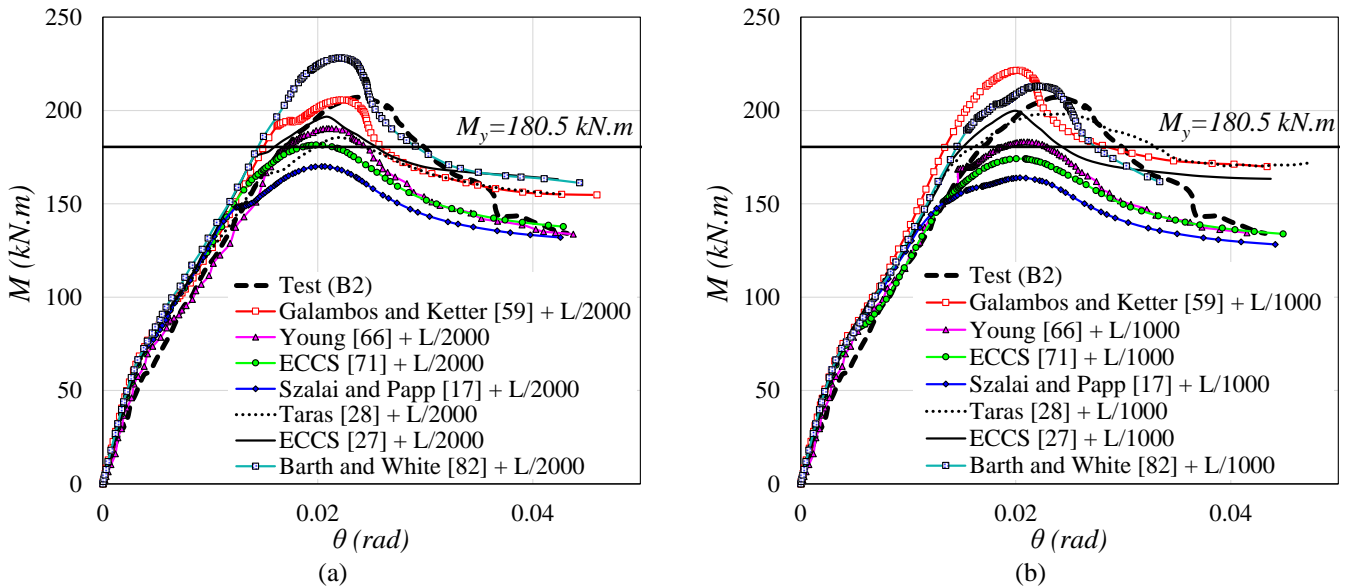 250
200
150
100
50
0
M (kN.m)
M_y=180.5 kN.m
Test (B2)
Galambos and Ketter [59] + L/2000
Young [66] + L/2000
ECCS [71] + L/2000
Szalai and Papp [17] + L/2000
Taras [28] + L/2000
ECCS [27] + L/2000
Barth and White [82] + L/2000
0 0.02 0.04
θ (rad)
(a)
250
200
150
100
50
0
M (kN.m)
M_y=180.5 kN.m
Test (B2)
Galambos and Ketter [59] + L/1000
Young [66] + L/1000
ECCS [71] + L/1000
Szalai and Papp [17] + L/1000
Taras [28] + L/1000
ECCS [27] + L/1000
Barth and White [82] + L/1000
0 0.02 0.04
θ (rad)
(b)